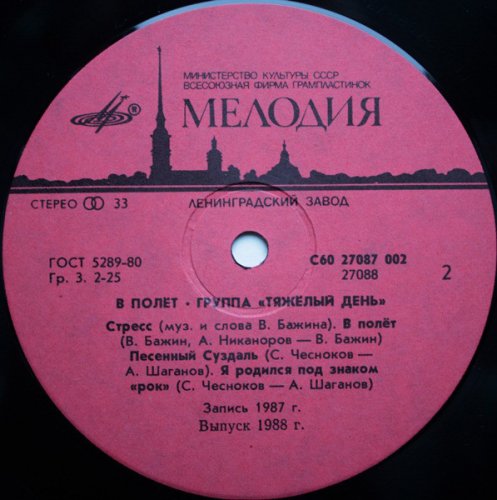 МИНИСТЕРСТВО КУЛЬТУРЫ СССР
ВСЕСОЮЗНАЯ ФИРМА ГРАМПЛАСТИНОК
®
МЕЛОДИЯ
СТЕРЕО 33
ЛЕНИНГРАДСКИЙ ЗАВОД
ГОСТ 5289-80
Гр. 3. 2-25
С60 27087 002
27088
2
В ПОЛЕТ · ГРУППА «ТЯЖЕЛЫЙ ДЕНЬ»
Стресс (муз. и слова В. Бажина). В полёт
(В. Бажин, А. Никаноров — В. Бажин)
Песенный Суздаль (С. Чесноков —
А. Шаганов). Я родился под знаком
«рок» (С. Чесноков — А. Шаганов)
Запись 1987 г.
Выпуск 1988 г.